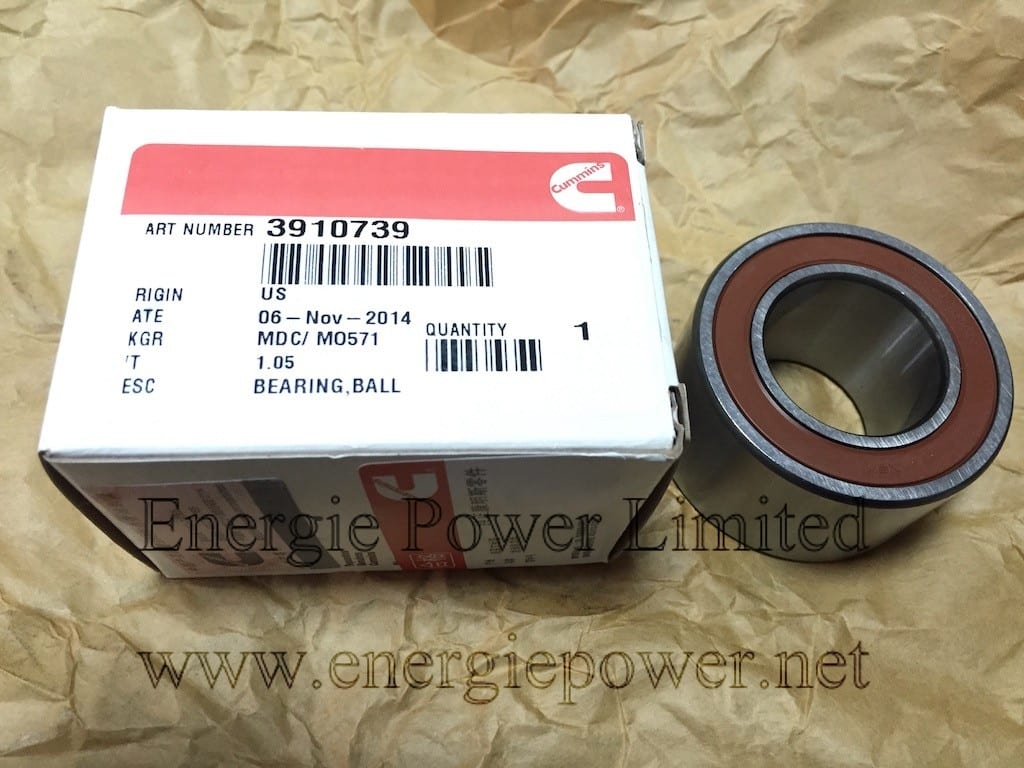 Cummins
®
ART NUMBER 3910739
RIGIN US
ATE 06-Nov-2014
KGR MDC/ MO571
QUANTITY 1
'T 1.05
ESC BEARING,BALL
Energie Power Limited
www.energiepower.net